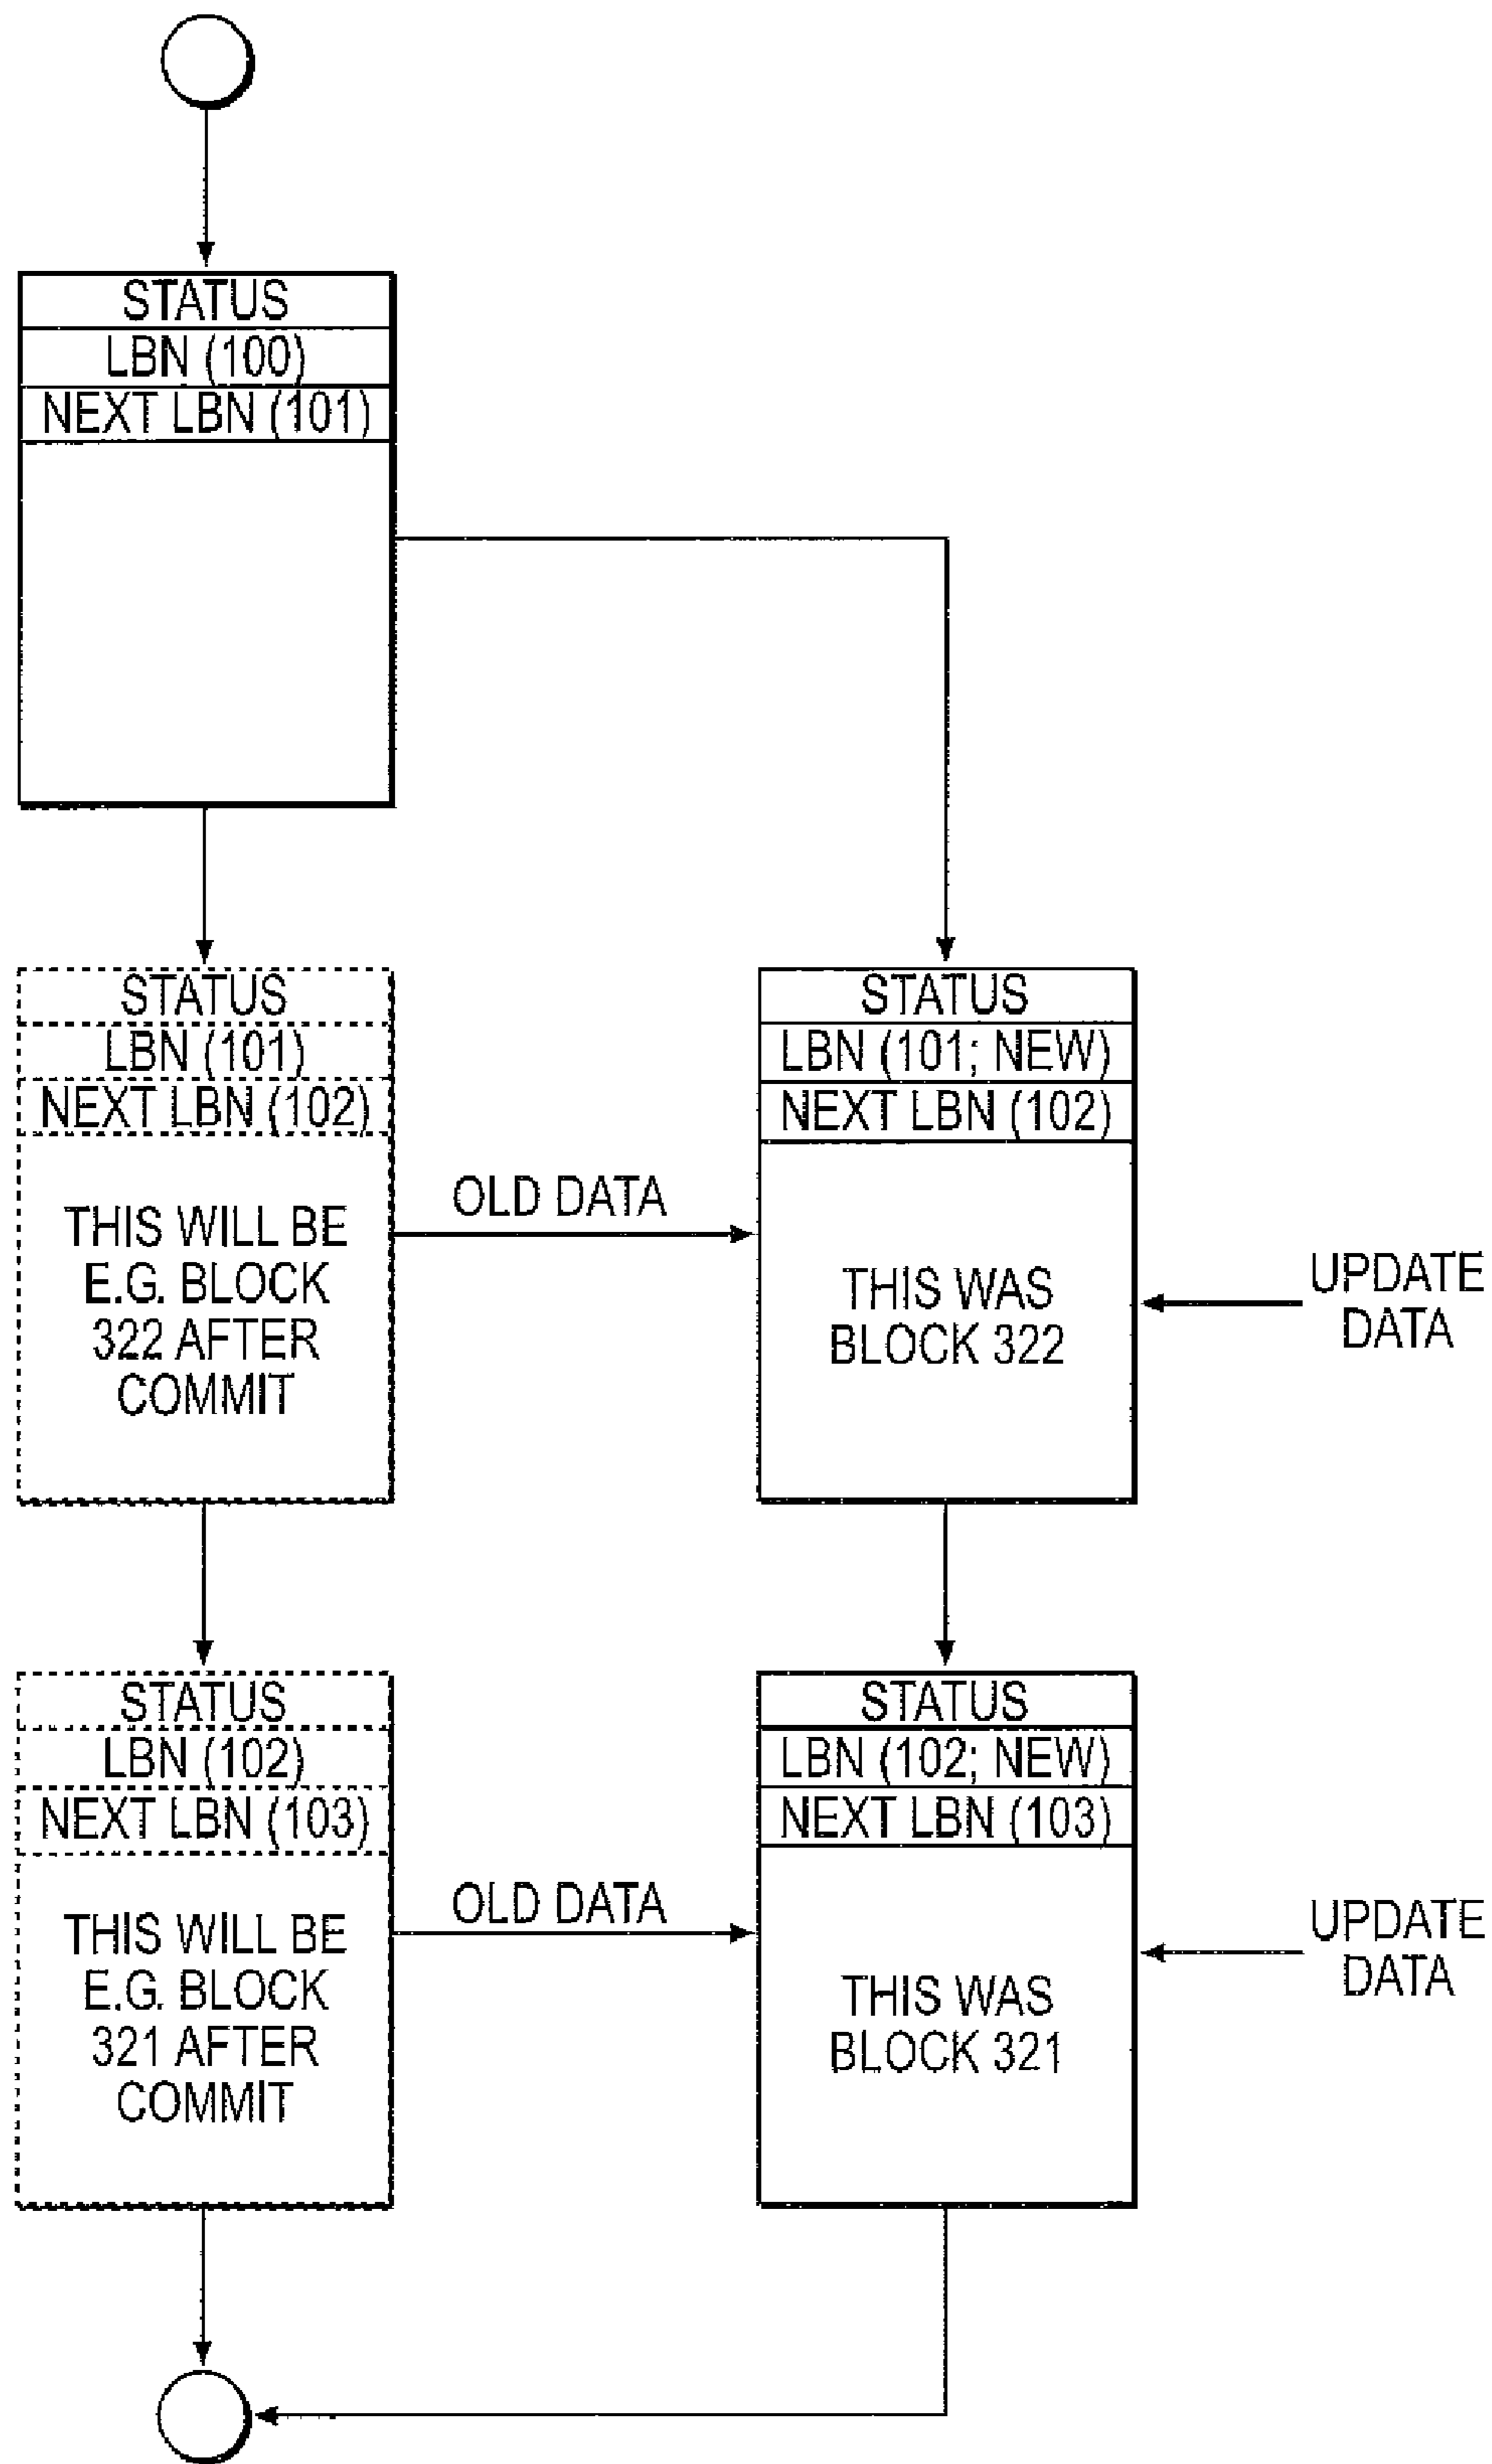 STATUS
LBN (100)
NEXT LBN (101)
STATUS
LBN (101)
NEXT LBN (102)
THIS WILL BE
E.G. BLOCK
322 AFTER
COMMIT
OLD DATA
STATUS
LBN (101; NEW)
NEXT LBN (102)
THIS WAS
BLOCK 322
UPDATE
DATA
STATUS
LBN (102)
NEXT LBN (103)
THIS WILL BE
E.G. BLOCK
321 AFTER
COMMIT
OLD DATA
STATUS
LBN (102; NEW)
NEXT LBN (103)
THIS WAS
BLOCK 321
UPDATE
DATA